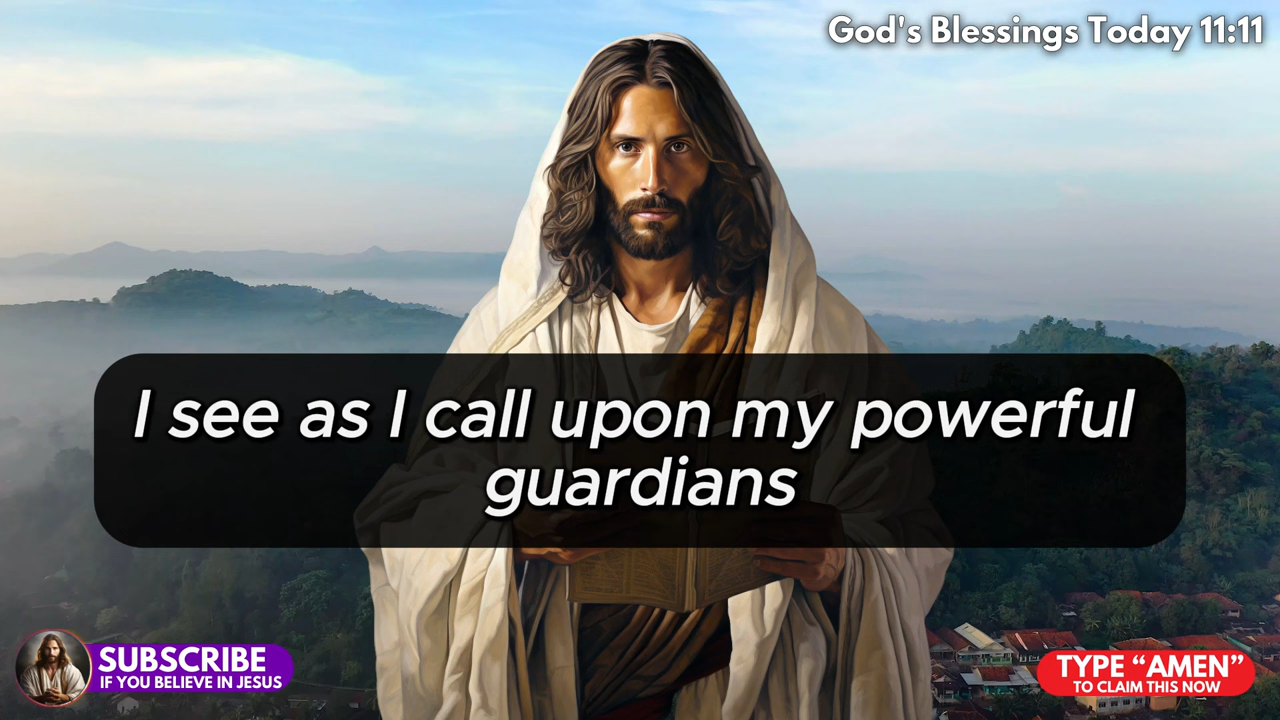 God's Blessings Today 11:11
I see as I call upon my powerful
guardians
SUBSCRIBE
IF YOU BELIEVE IN JESUS
TYPE “AMEN”
TO CLAIM THIS NOW